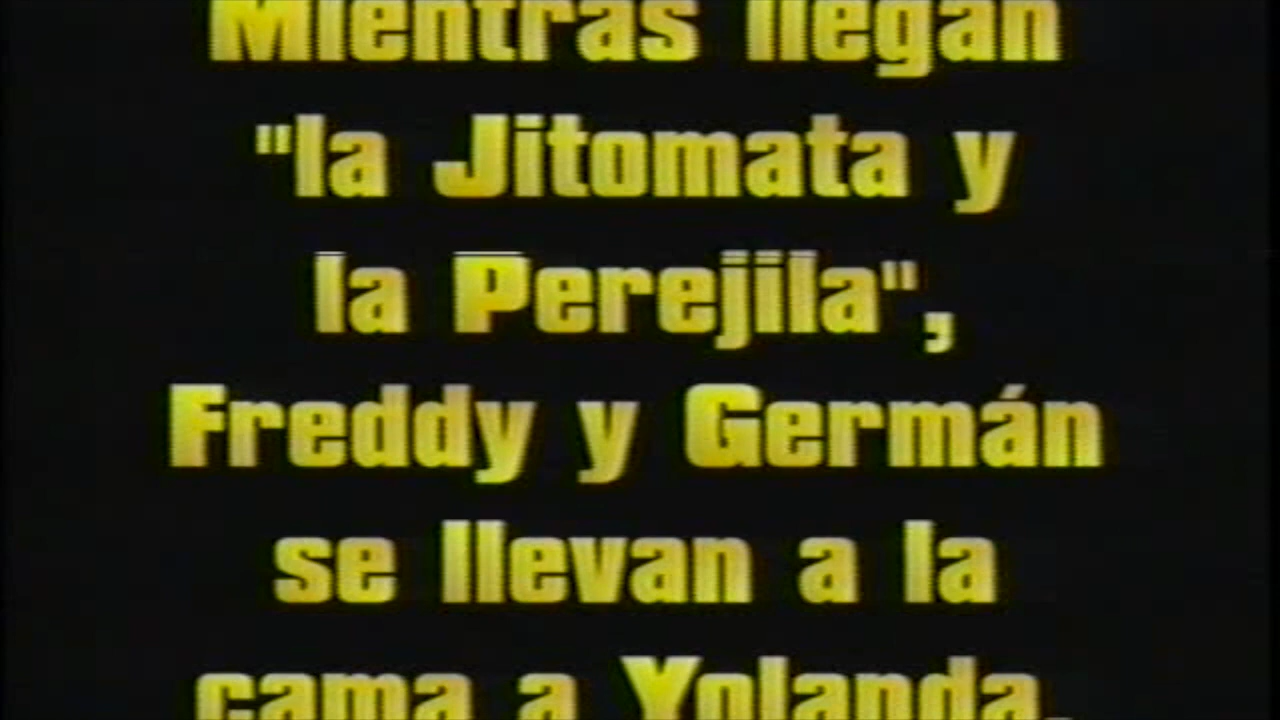 Mientras llegan
"la Jitomata y
la Perejila",
Freddy y Germán
se llevan a la
cama a Yolanda.